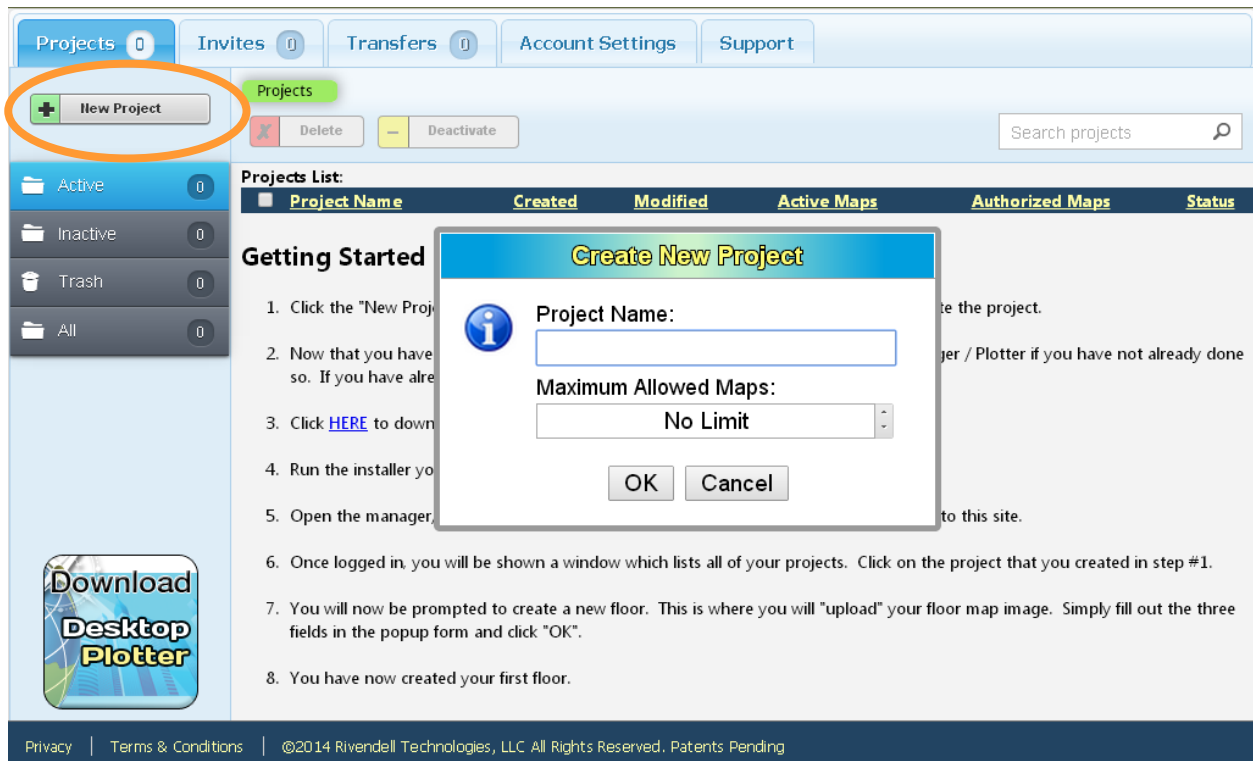 Projects 0 Invites 0 Transfers 0 Account Settings Support
New Project
Projects
Delete Deactivate Search projects
Active 0
Inactive 0
Trash 0
All 0
Projects List:
Project Name Created Modified Active Maps Authorized Maps Status
Getting Started
Create New Project
Project Name:
Maximum Allowed Maps:
No Limit
OK Cancel
1. Click the "New Proj te the project.
2. Now that you have ger / Plotter if you have not already done
so. If you have alre
3. Click HERE to down
4. Run the installer yo
5. Open the manager, to this site.
6. Once logged in, you will be shown a window which lists all of your projects. Click on the project that you created in step #1.
7. You will now be prompted to create a new floor. This is where you will "upload" your floor map image. Simply fill out the three
fields in the popup form and click "OK".
8. You have now created your first floor.
Download
Desktop
Plotter
Privacy | Terms & Conditions | ©2014 Rivendell Technologies, LLC All Rights Reserved. Patents Pending